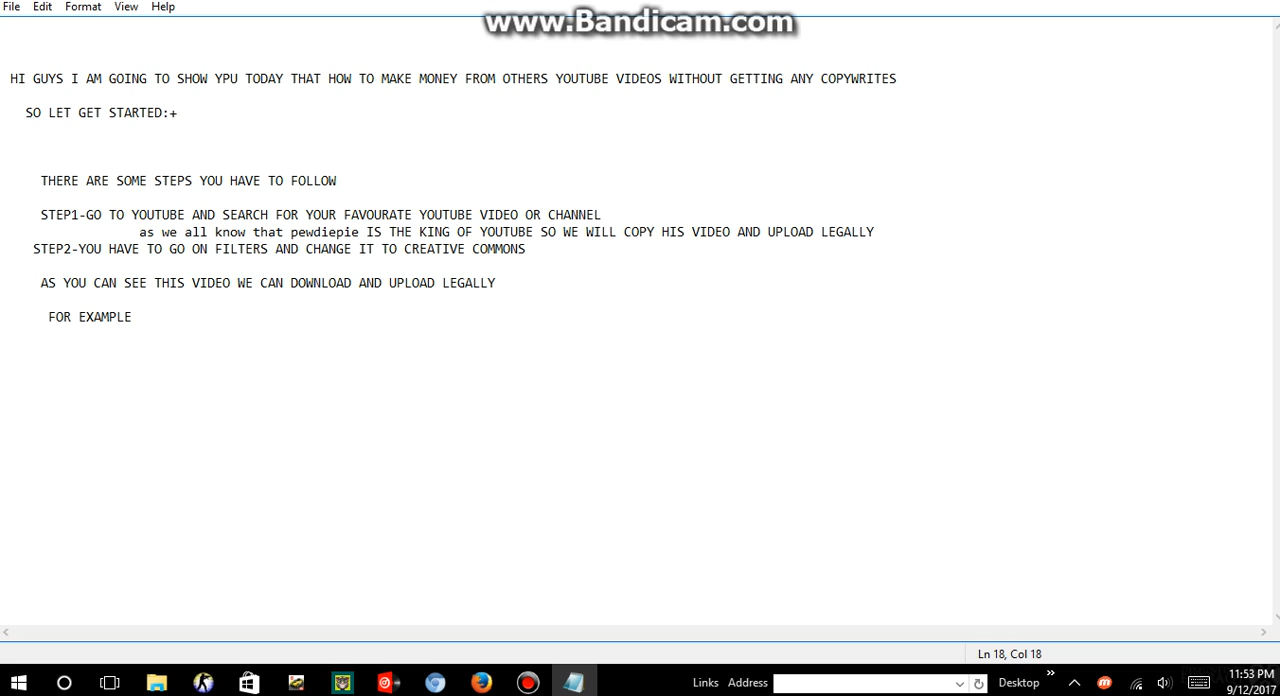 File Edit Format View Help
www.Bandicam.com
HI GUYS I AM GOING TO SHOW YPU TODAY THAT HOW TO MAKE MONEY FROM OTHERS YOUTUBE VIDEOS WITHOUT GETTING ANY COPYWRITES
SO LET GET STARTED:+
THERE ARE SOME STEPS YOU HAVE TO FOLLOW
STEP1-GO TO YOUTUBE AND SEARCH FOR YOUR FAVOURATE YOUTUBE VIDEO OR CHANNEL
as we all know that pewdiepie IS THE KING OF YOUTUBE SO WE WILL COPY HIS VIDEO AND UPLOAD LEGALLY
STEP2-YOU HAVE TO GO ON FILTERS AND CHANGE IT TO CREATIVE COMMONS
AS YOU CAN SEE THIS VIDEO WE CAN DOWNLOAD AND UPLOAD LEGALLY
FOR EXAMPLE
Ln 18, Col 18
Links Address Desktop 11:53 PM
9/12/2017